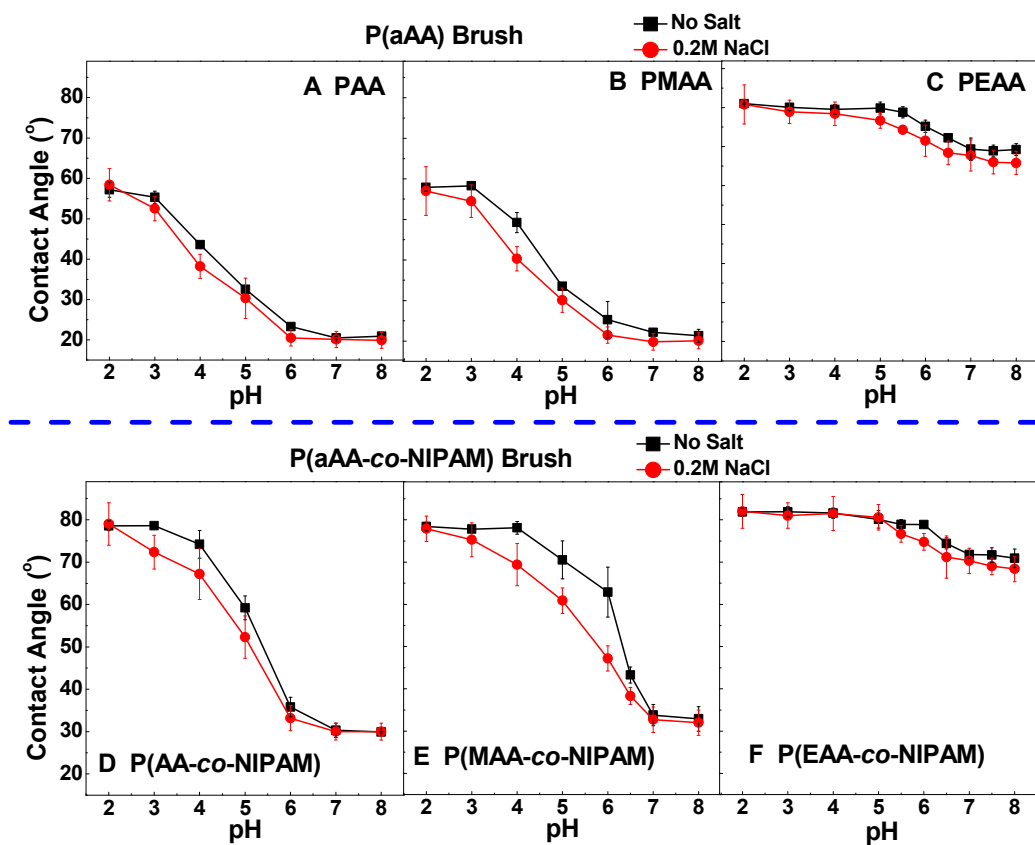 No Salt
P(aAA) Brush
0.2M NaCl
A PAA
B PMAA
C PEAA
Contact Angle (°)
80
70
60
50
40
30
20
2 3 4 5 6 7 8
2 3 4 5 6 7 8
2 3 4 5 6 7 8
pH
pH
pH
P(aAA-co-NIPAM) Brush
No Salt
0.2M NaCl
Contact Angle (°)
80
70
60
50
40
30
20
D P(AA-co-NIPAM)
E P(MAA-co-NIPAM)
F P(EAA-co-NIPAM)
2 3 4 5 6 7 8
2 3 4 5 6 7 8
2 3 4 5 6 7 8
pH
pH
pH